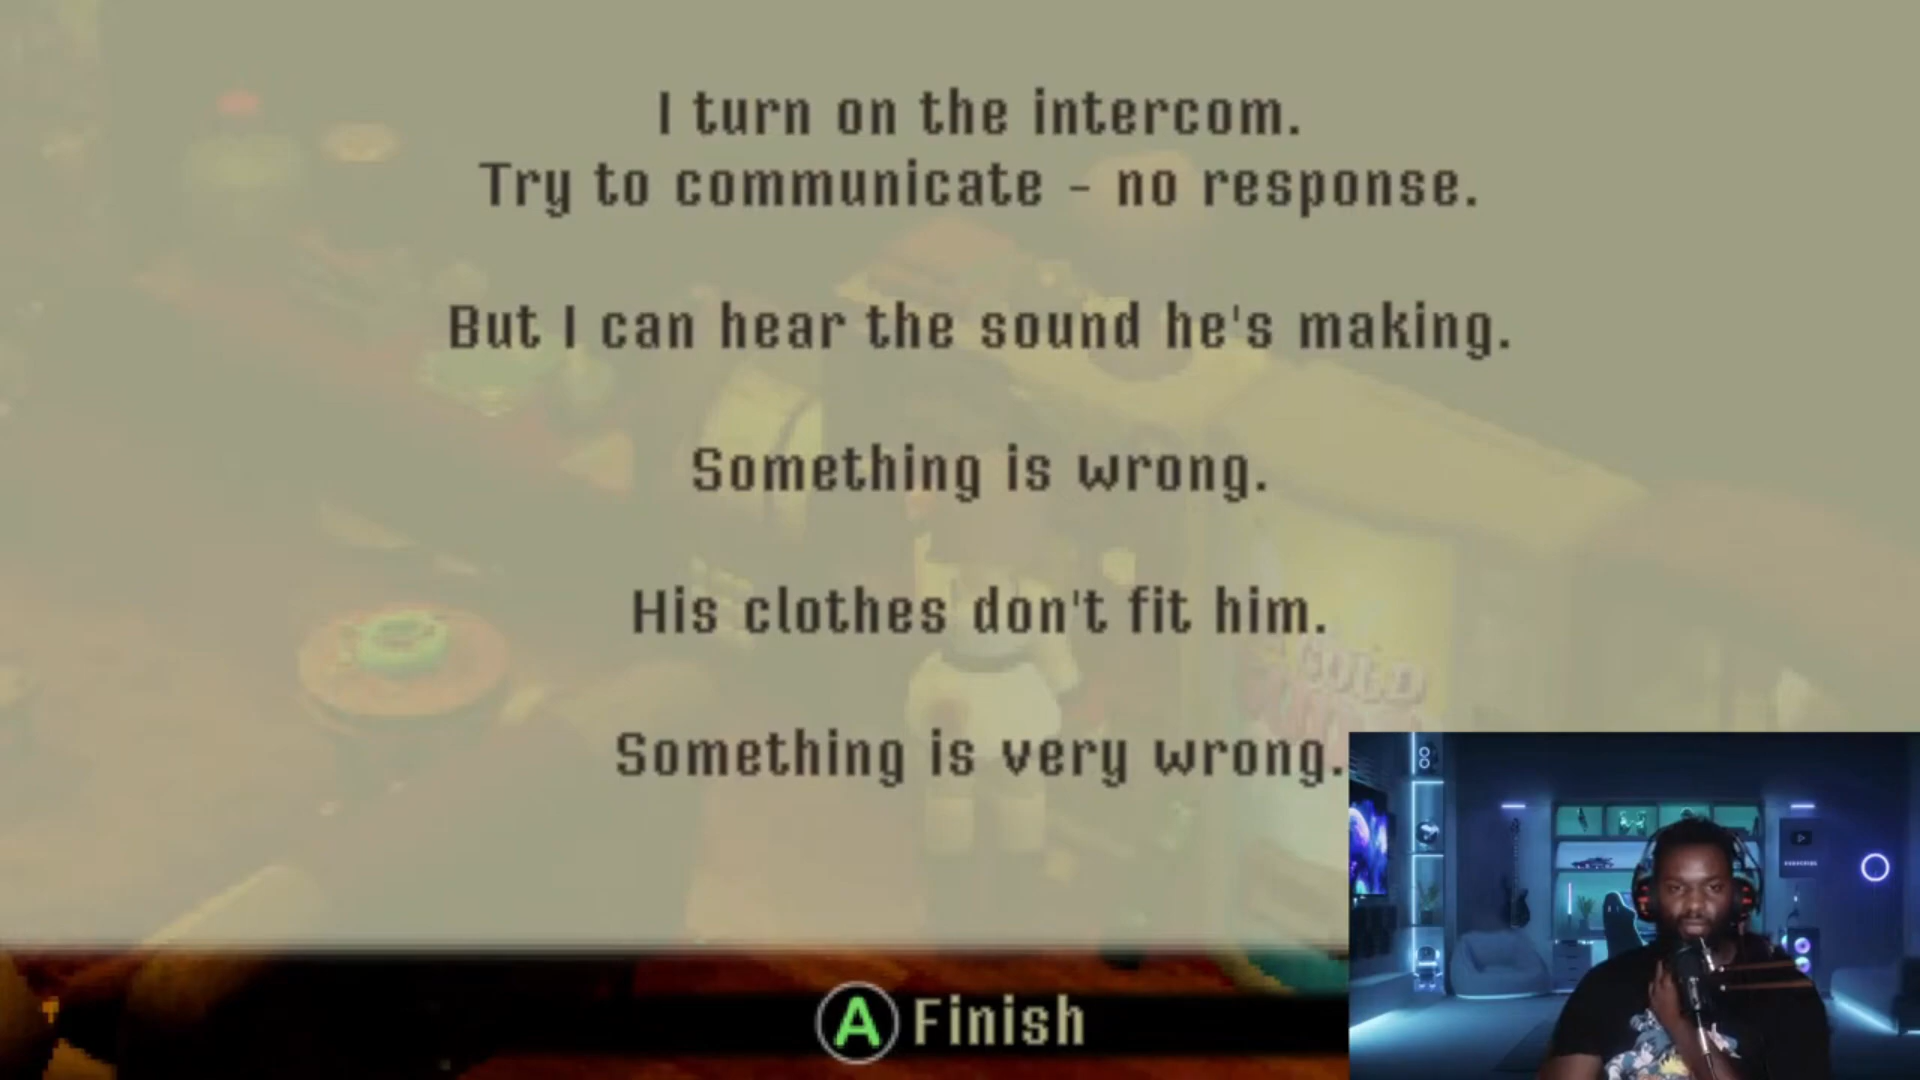 I turn on the intercom.
Try to communicate - no response.
But I can hear the sound he's making.
Something is wrong.
His clothes don't fit him.
Something is very wrong.
COLD
A Finish